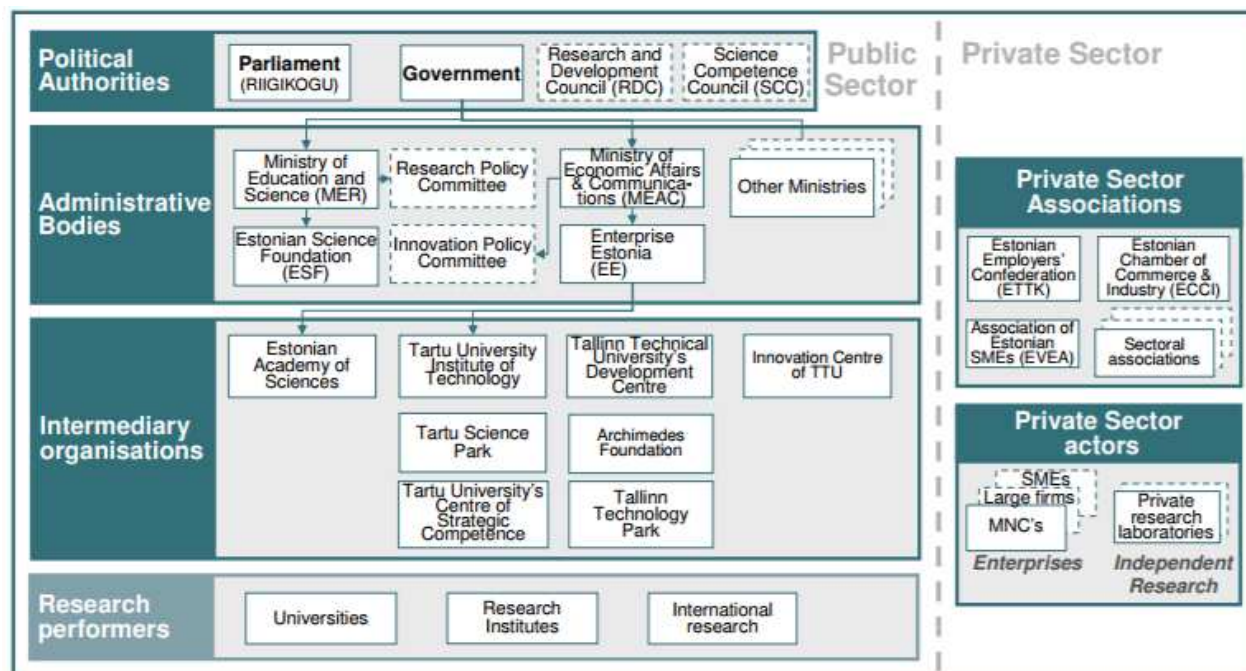 Political
Authorities
Parliament
(RIIGIKOGU)
Government
Research and
Development
Council (RDC)
Science
Competence
Council (SCC)
Public
Sector
Private Sector
Administrative
Bodies
Ministry of
Education and
Science (MER)
Research Policy
Committee
Ministry of
Economic Affairs
& Communica-
tions (MEAC)
Other Ministries
Estonian Science
Foundation
(ESF)
Innovation Policy
Committee
Enterprise
Estonia
(EE)
Private Sector
Associations
Estonian
Employers'
Confederation
(ETTK)
Estonian
Chamber of
Commerce &
Industry (ECCI)
Association of
Estonian
SMEs (EVEA)
Sectoral
associations
Intermediary
organisations
Estonian
Academy of
Sciences
Tartu University
Institute of
Technology
Tallinn Technical
University's
Development
Centre
Innovation Centre
of TTU
Tartu Science
Park
Archimedes
Foundation
Tartu University's
Centre of
Strategic
Competence
Tallinn
Technology
Park
Private Sector
actors
SMEs
Large firms
MNC's
Enterprises
Private
research
laboratories
Independent
Research
Research
performers
Universities
Research
Institutes
International
research